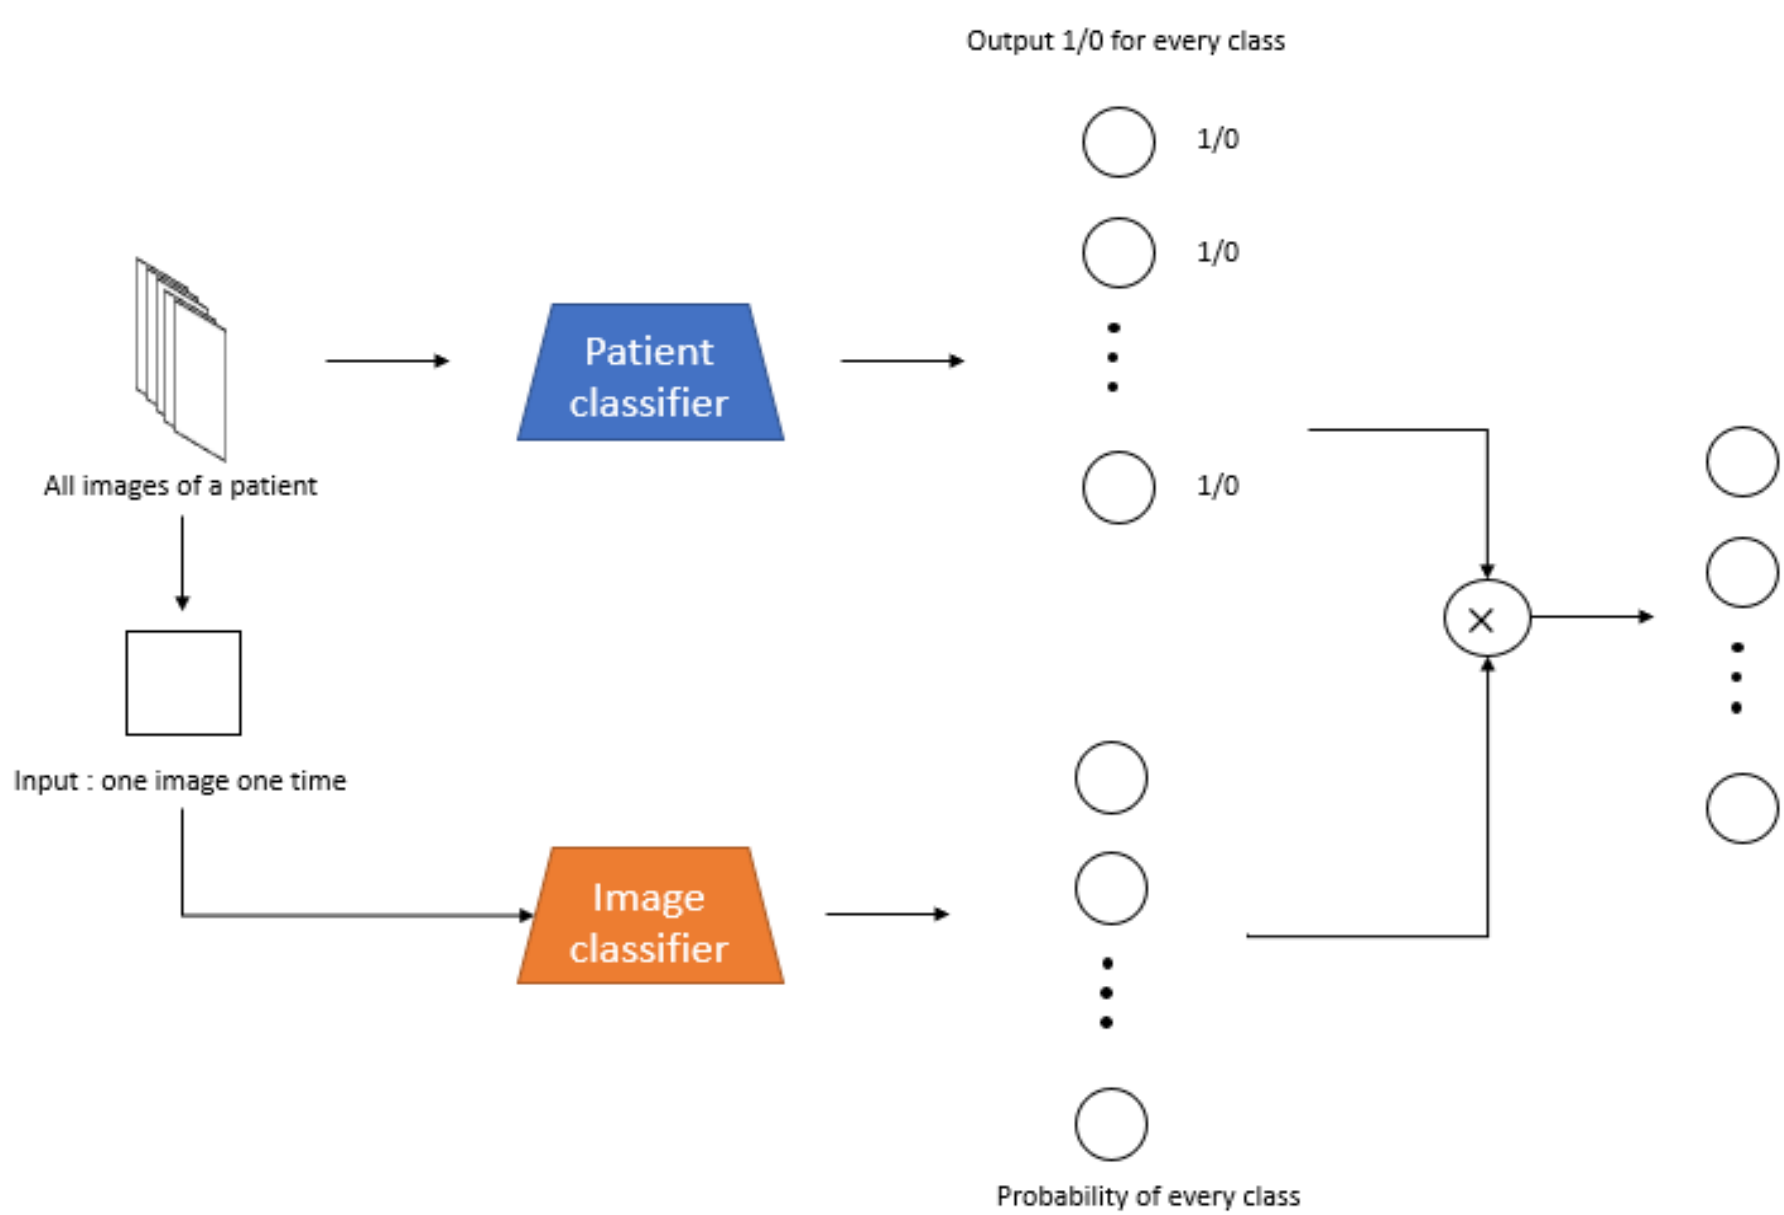 Output 1/0 for every class
1/0
1/0
Patient
classifier
1/0
All images of a patient
×
Input : one image one time
Image
classifier
Probability of every class